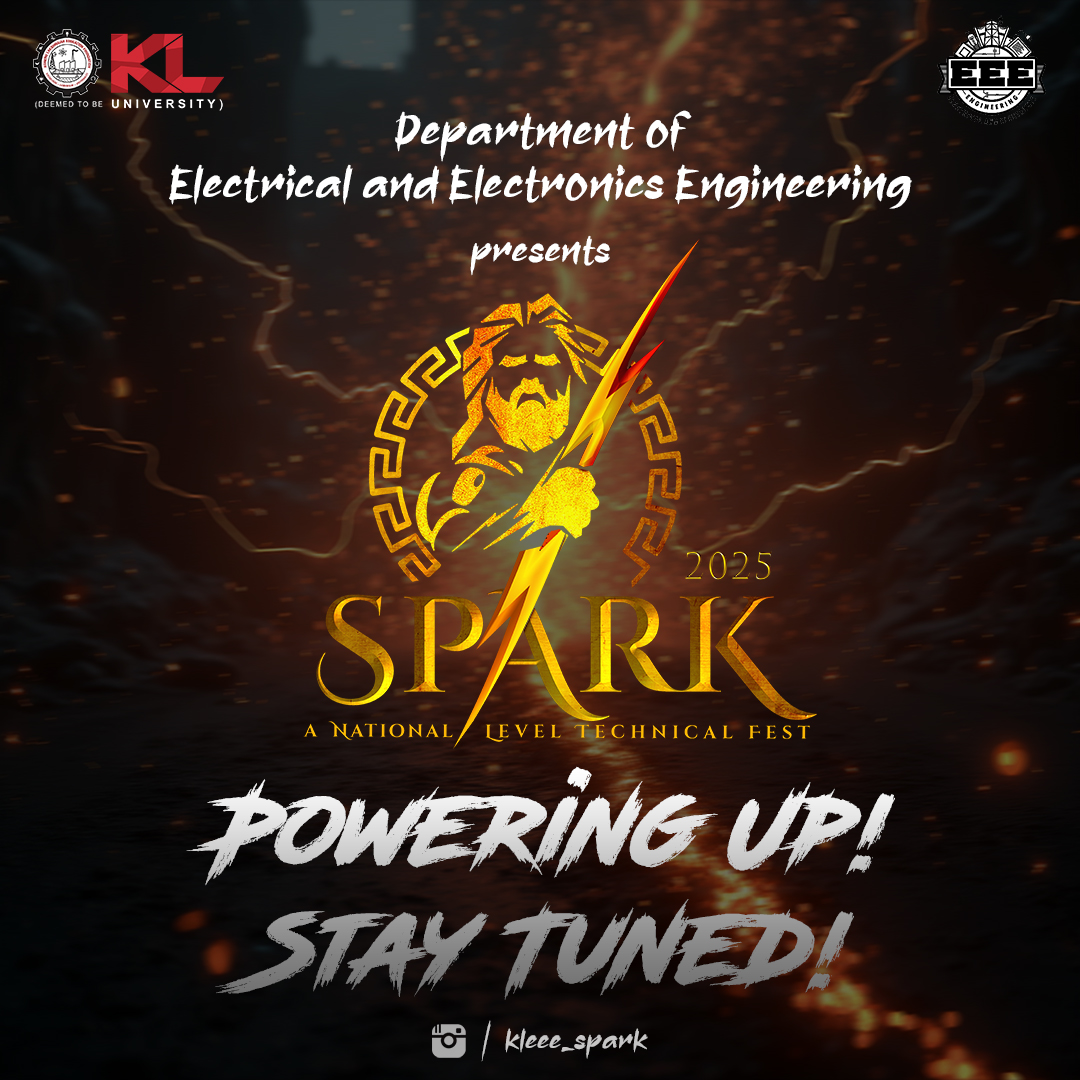 KL
(DEEMED TO BE UNIVERSITY)
EEE
ENGINEERING
Department of
Electrical and Electronics Engineering
presents
2025
SPARK
A NATIONAL LEVEL TECHNICAL FEST
POWERING UP!
STAY TUNED!
/ kleee_spark